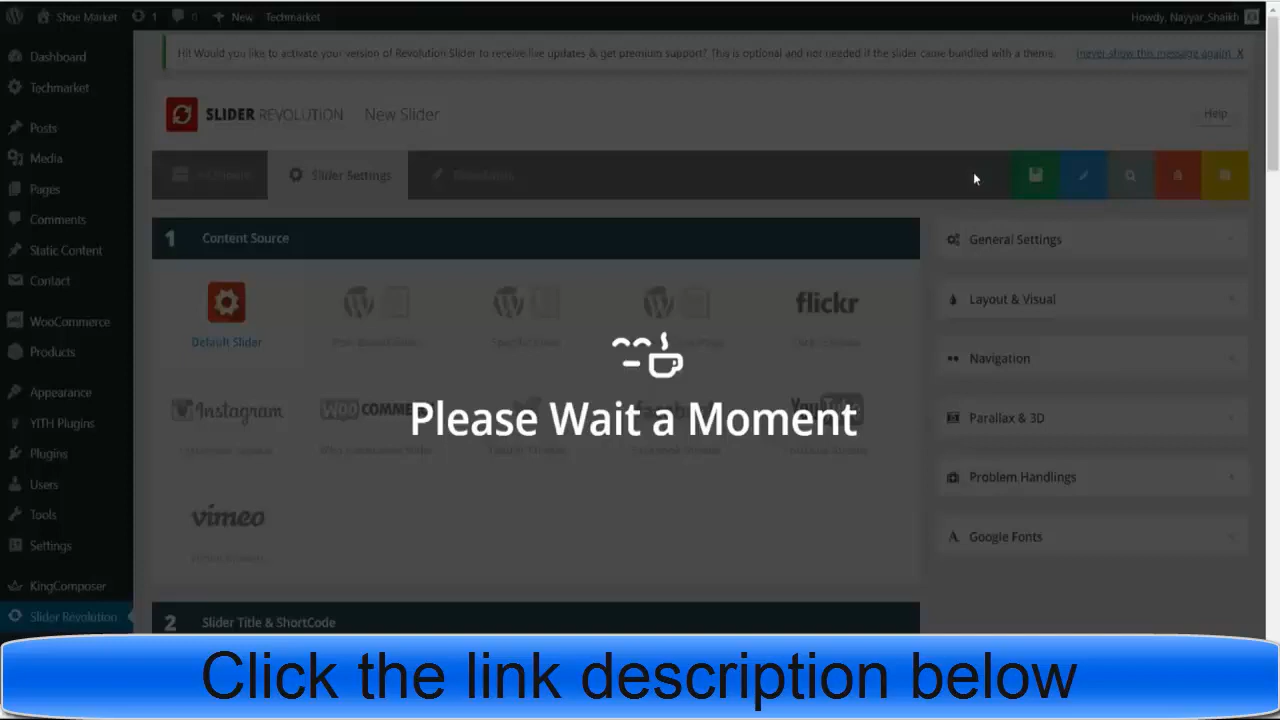 Shoe Market 1 0 New Techmarket Howdy, Nayyar_Shaikh
Hi! Would you like to activate your version of Revolution Slider to receive live updates & get premium support? This is optional and not needed if the slider came bundled with a theme. (never show this message again) X
Dashboard
Techmarket
Posts
Media
Pages
Comments
Static Content
Contact
WooCommerce
Products
Appearance
YITH Plugins
Plugins
Users
Tools
Settings
KingComposer
Slider Revolution
SLIDER REVOLUTION New Slider Help
Slider Settings
1 Content Source
Default Slider
flickr
Instagram
WOOCOMMERCE
facebook
YouTube
vimeo
2 Slider Title & ShortCode
General Settings
Layout & Visual
Navigation
Parallax & 3D
Problem Handlings
Google Fonts
Please Wait a Moment
Click the link description below